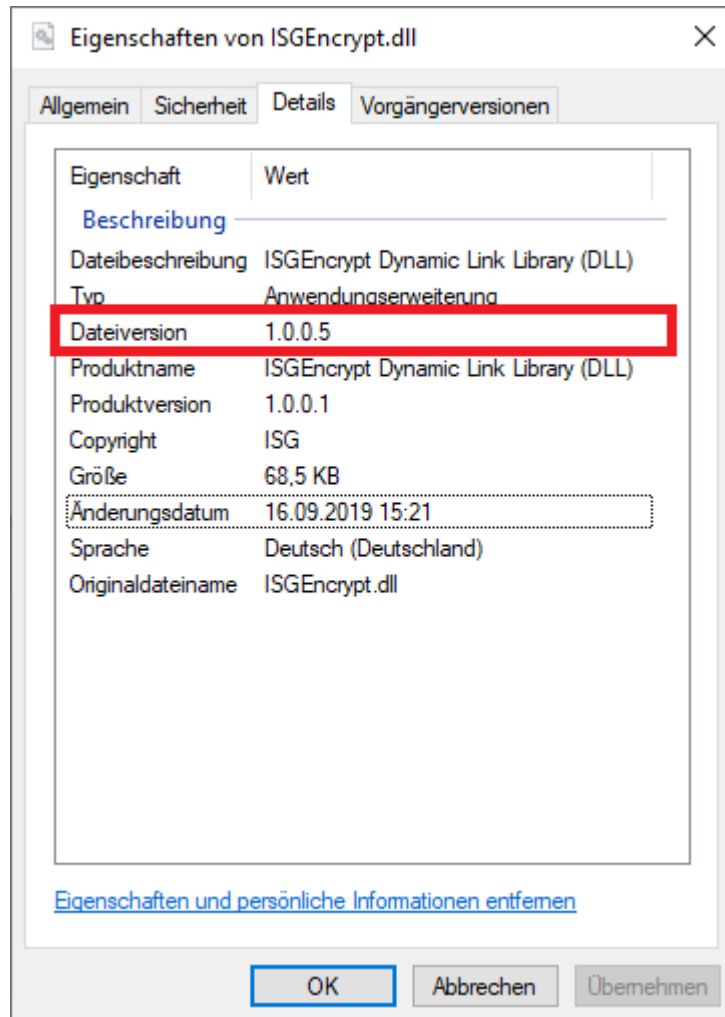 Eigenschaften von ISGEncrypt.dll
Allgemein Sicherheit Details Vorgängerversionen
Eigenschaft Wert
Beschreibung
Dateibeschreibung ISGEncrypt Dynamic Link Library (DLL)
Typ Anwendungserweiterung
Dateiversion 1.0.0.5
Produktname ISGEncrypt Dynamic Link Library (DLL)
Produktversion 1.0.0.1
Copyright ISG
Größe 68,5 KB
Änderungsdatum 16.09.2019 15:21
Sprache Deutsch (Deutschland)
Originaldateiname ISGEncrypt.dll
Eigenschaften und persönliche Informationen entfernen
OK Abbrechen Übernehmen